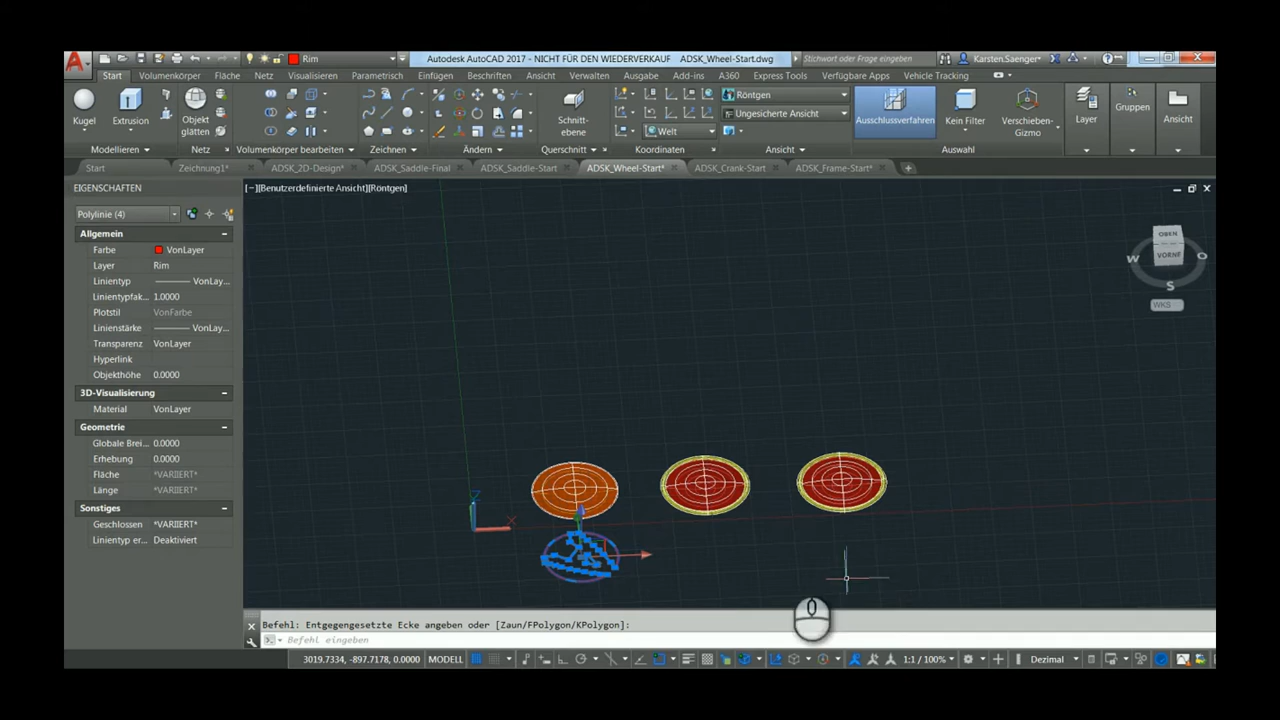 Rim
Autodesk AutoCAD 2017 - NICHT FÜR DEN WIEDERVERKAUF ADSK_Wheel-Start.dwg
Stichwort oder Frage eingeben
Karsten.Saenger...
Start Volumenkörper Fläche Netz Visualisieren Parametrisch Einfügen Beschriften Ansicht Verwalten Ausgabe Add-ins A360 Express Tools Verfügbare Apps Vehicle Tracking
Röntgen
Ungesicherte Ansicht
Welt
Kugel Extrusion Objekt glätten Schnitt-ebene Ausschlussverfahren Kein Filter Verschieben-Gizmo Layer Gruppen Ansicht
Modellieren Netz Volumenkörper bearbeiten Zeichnen Ändern Querschnitt Koordinaten Ansicht Auswahl
Start Zeichnung1* ADSK_2D-Design* ADSK_Saddle-Final ADSK_Saddle-Start ADSK_Wheel-Start* ADSK_Crank-Start ADSK_Frame-Start*
EIGENSCHAFTEN
[−][Benutzerdefinierte Ansicht][Röntgen]
Polylinie (4)
Allgemein
Farbe VonLayer
Layer Rim
Linientyp VonLay...
Linientypfak... 1.0000
Plotstil VonFarbe
Linienstärke VonLay...
Transparenz VonLayer
Hyperlink
Objekthöhe 0.0000
3D-Visualisierung
Material VonLayer
Geometrie
Globale Brei... 0.0000
Erhebung 0.0000
Fläche *VARIIERT*
Länge *VARIIERT*
Sonstiges
Geschlossen *VARIIERT*
Linientyp er... Deaktiviert
OBEN
VORNE
W
O
S
WKS
Z
X
Befehl: Entgegengesetzte Ecke angeben oder [Zaun/FPolygon/KPolygon]:
Befehl eingeben
3019.7334, -897.7178, 0.0000 MODELL 1:1 / 100% Dezimal